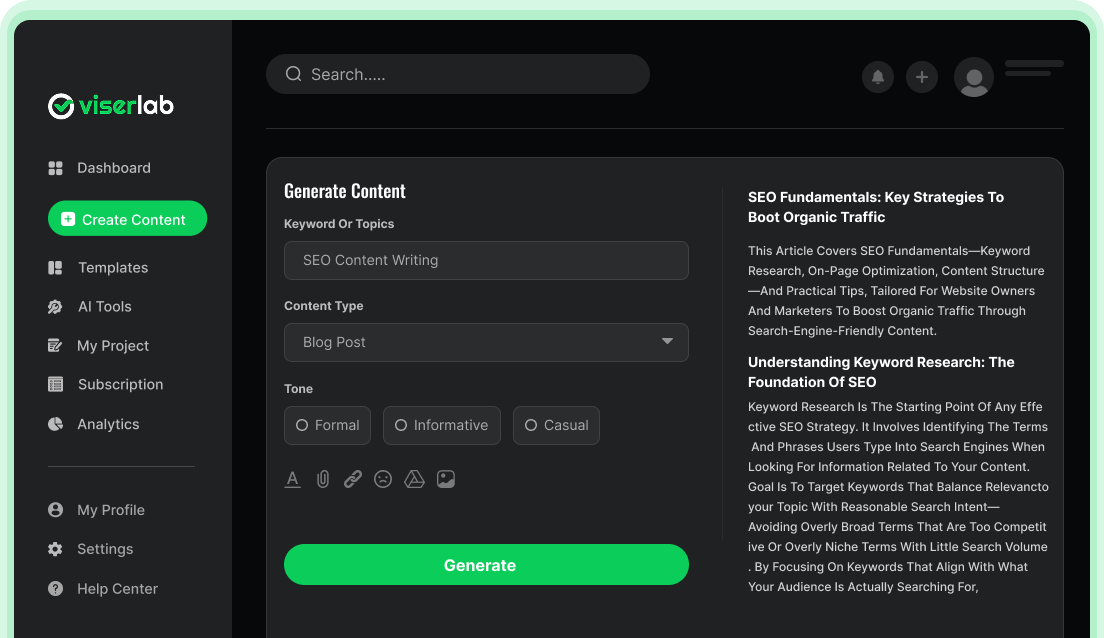 viserlab
Dashboard
Create Content
Templates
AI Tools
My Project
Subscription
Analytics
My Profile
Settings
Help Center
Search.....
Generate Content
Keyword Or Topics
SEO Content Writing
Content Type
Blog Post
Tone
Formal
Informative
Casual
A
Generate
SEO Fundamentals: Key Strategies To
Boot Organic Traffic
This Article Covers SEO Fundamentals—Keyword
Research, On-Page Optimization, Content Structure
—And Practical Tips, Tailored For Website Owners
And Marketers To Boost Organic Traffic Through
Search-Engine-Friendly Content.
Understanding Keyword Research: The
Foundation Of SEO
Keyword Research Is The Starting Point Of Any Effe
ctive SEO Strategy. It Involves Identifying The Terms
And Phrases Users Type Into Search Engines When
Looking For Information Related To Your Content.
Goal Is To Target Keywords That Balance Relevancto
your Topic With Reasonable Search Intent—
Avoiding Overly Broad Terms That Are Too Competit
ive Or Overly Niche Terms With Little Search Volume
. By Focusing On Keywords That Align With What
Your Audience Is Actually Searching For,